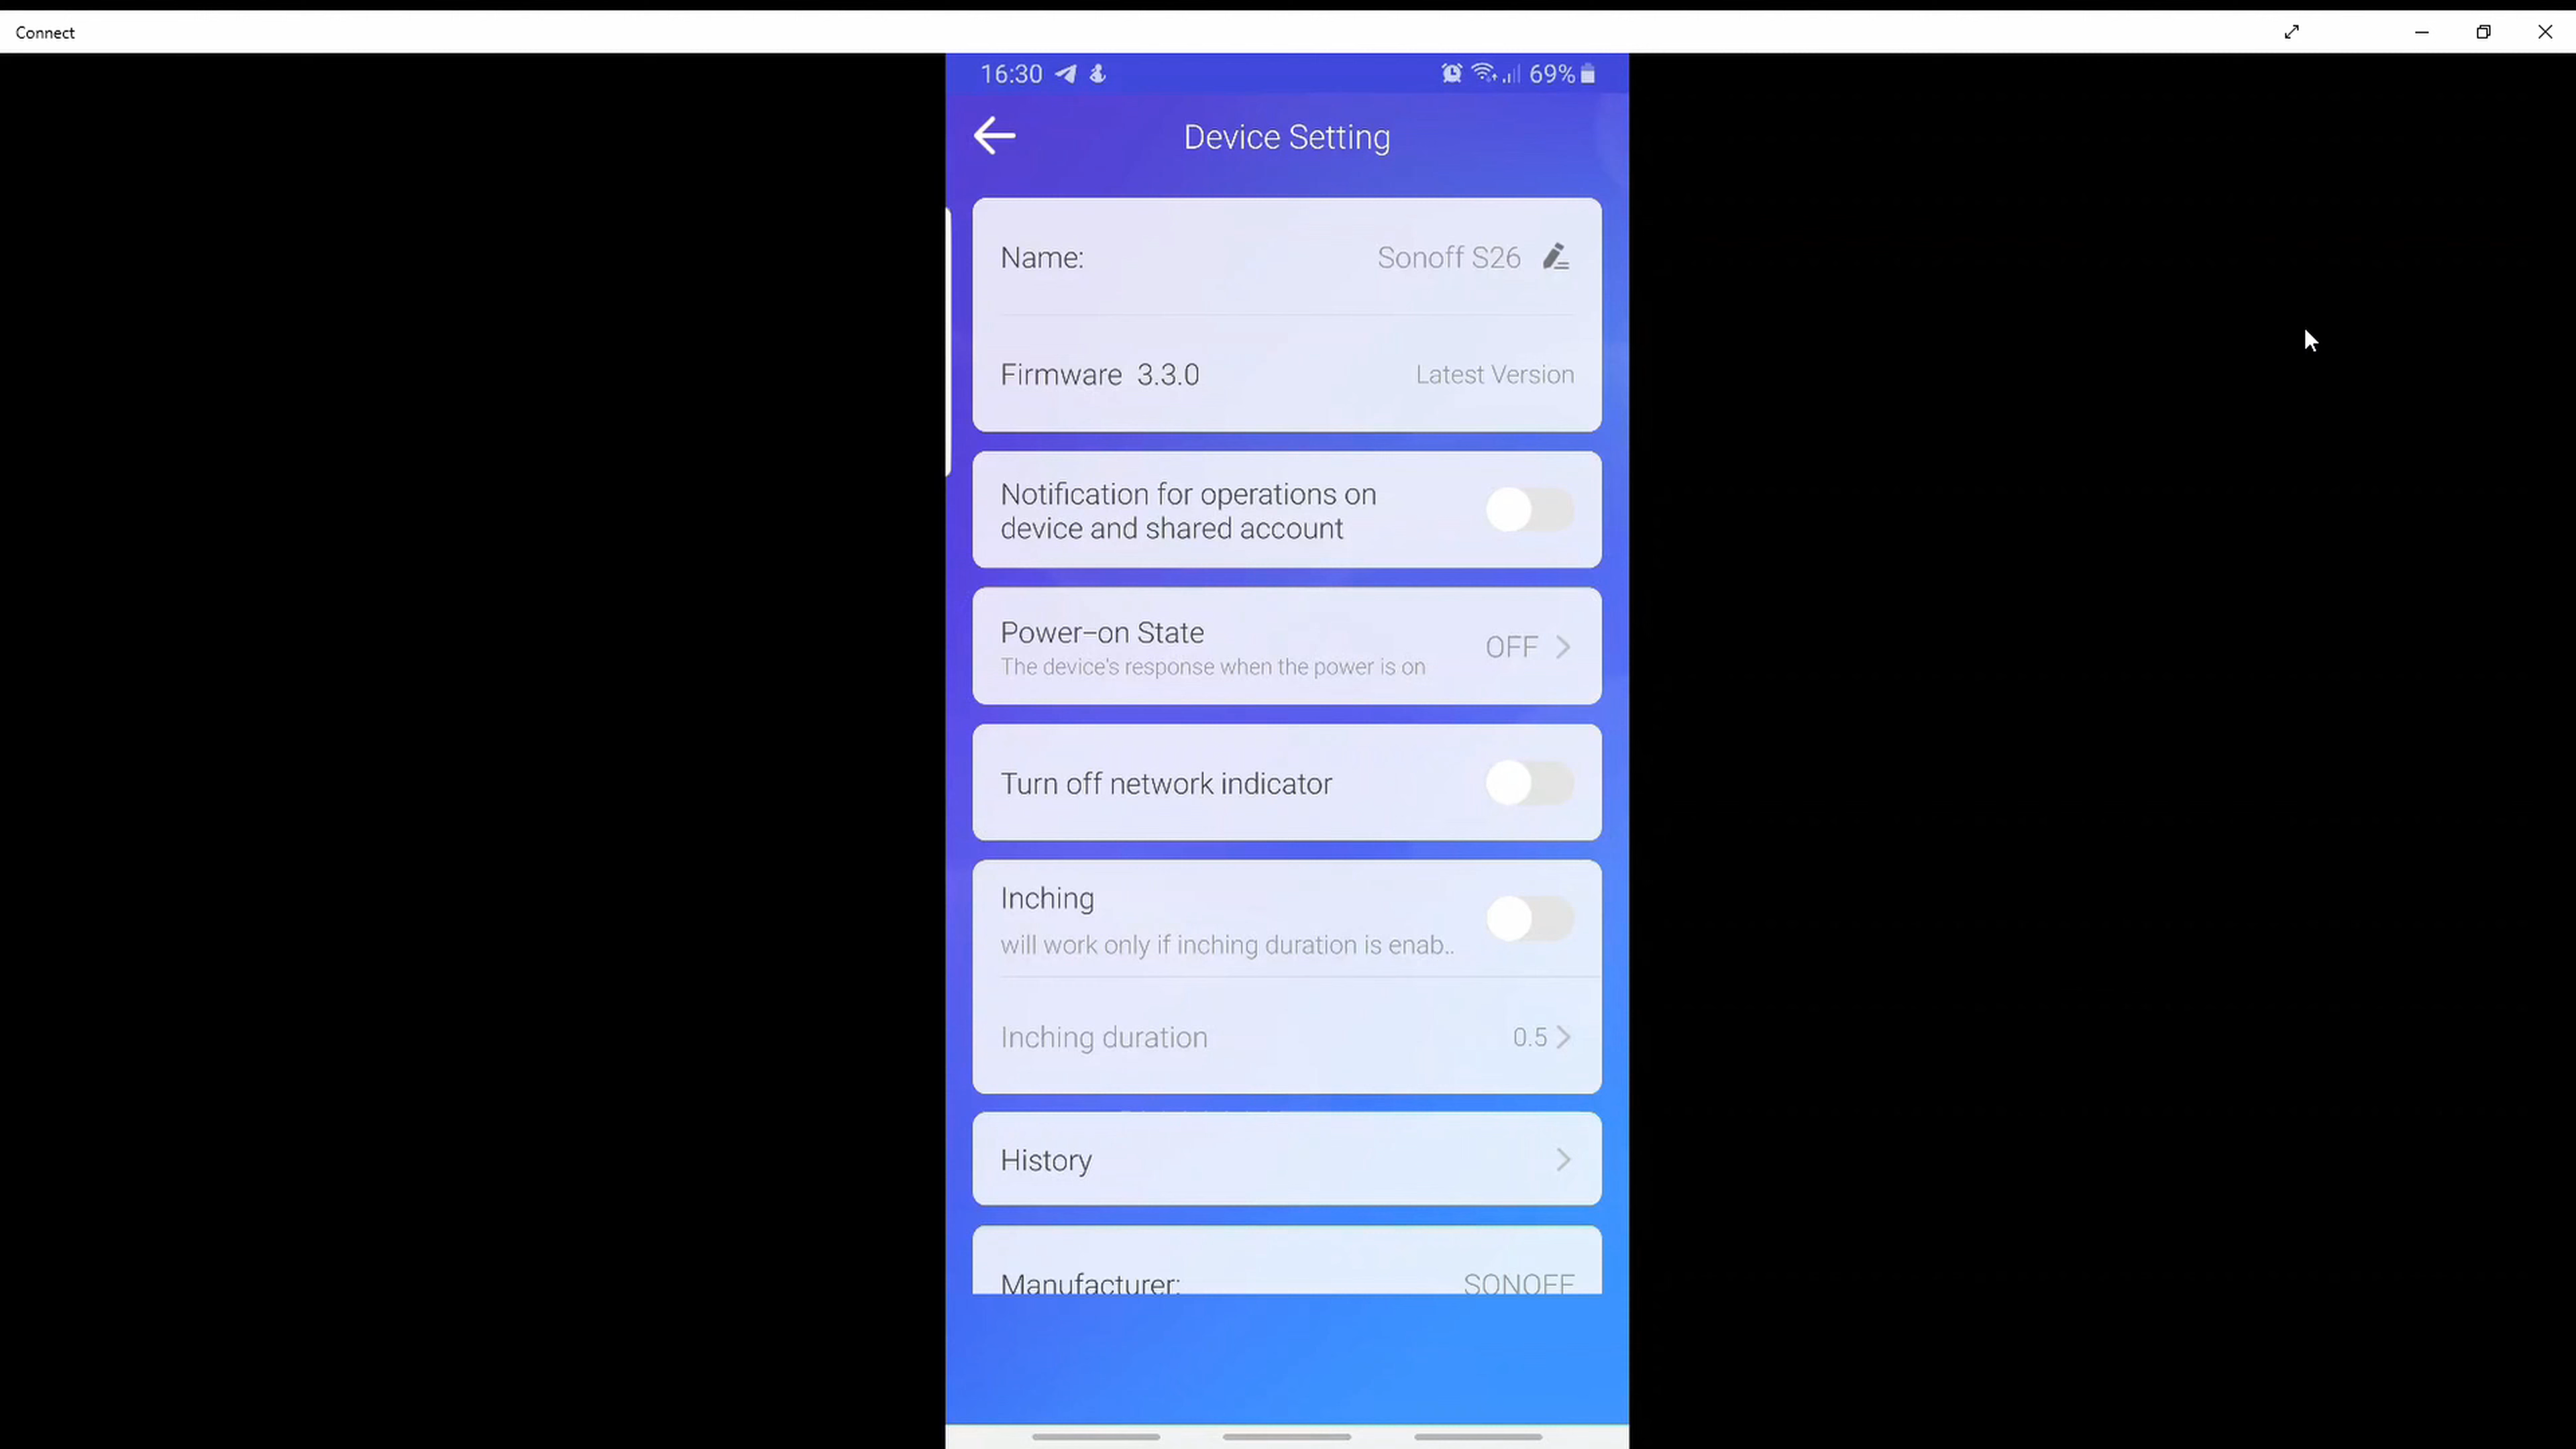 Connect
16:30 69%
Device Setting
Name: Sonoff S26
Firmware 3.3.0 Latest Version
Notification for operations on
device and shared account
Power-on State
OFF
The device's response when the power is on
Turn off network indicator
Inching
will work only if inching duration is enab..
Inching duration 0.5
History
Manufacturer: SONOFF